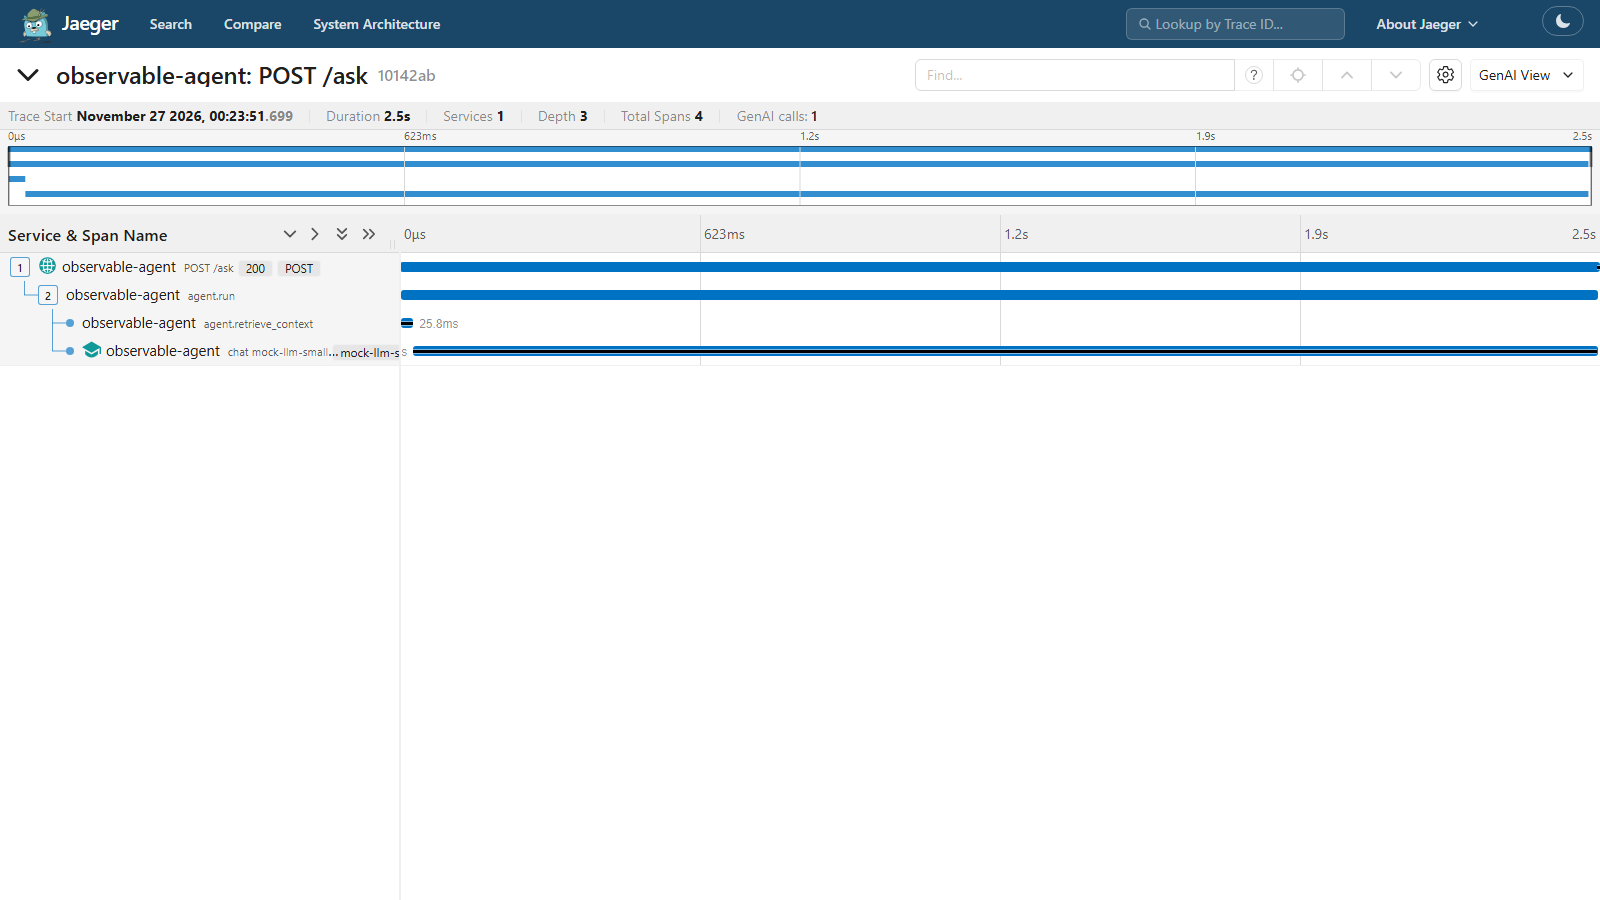 Jaeger Search Compare System Architecture Lookup by Trace ID... About Jaeger
observable-agent: POST /ask 10142ab Find... ? GenAI View
Trace Start November 27 2026, 00:23:51.699 Duration 2.5s Services 1 Depth 3 Total Spans 4 GenAI calls: 1
0μs 623ms 1.2s 1.9s 2.5s
Service & Span Name 0μs 623ms 1.2s 1.9s 2.5s
1 observable-agent POST /ask 200 POST
2 observable-agent agent.run
observable-agent agent.retrieve_context 25.8ms
observable-agent chat mock-llm-small... mock-llm-s s